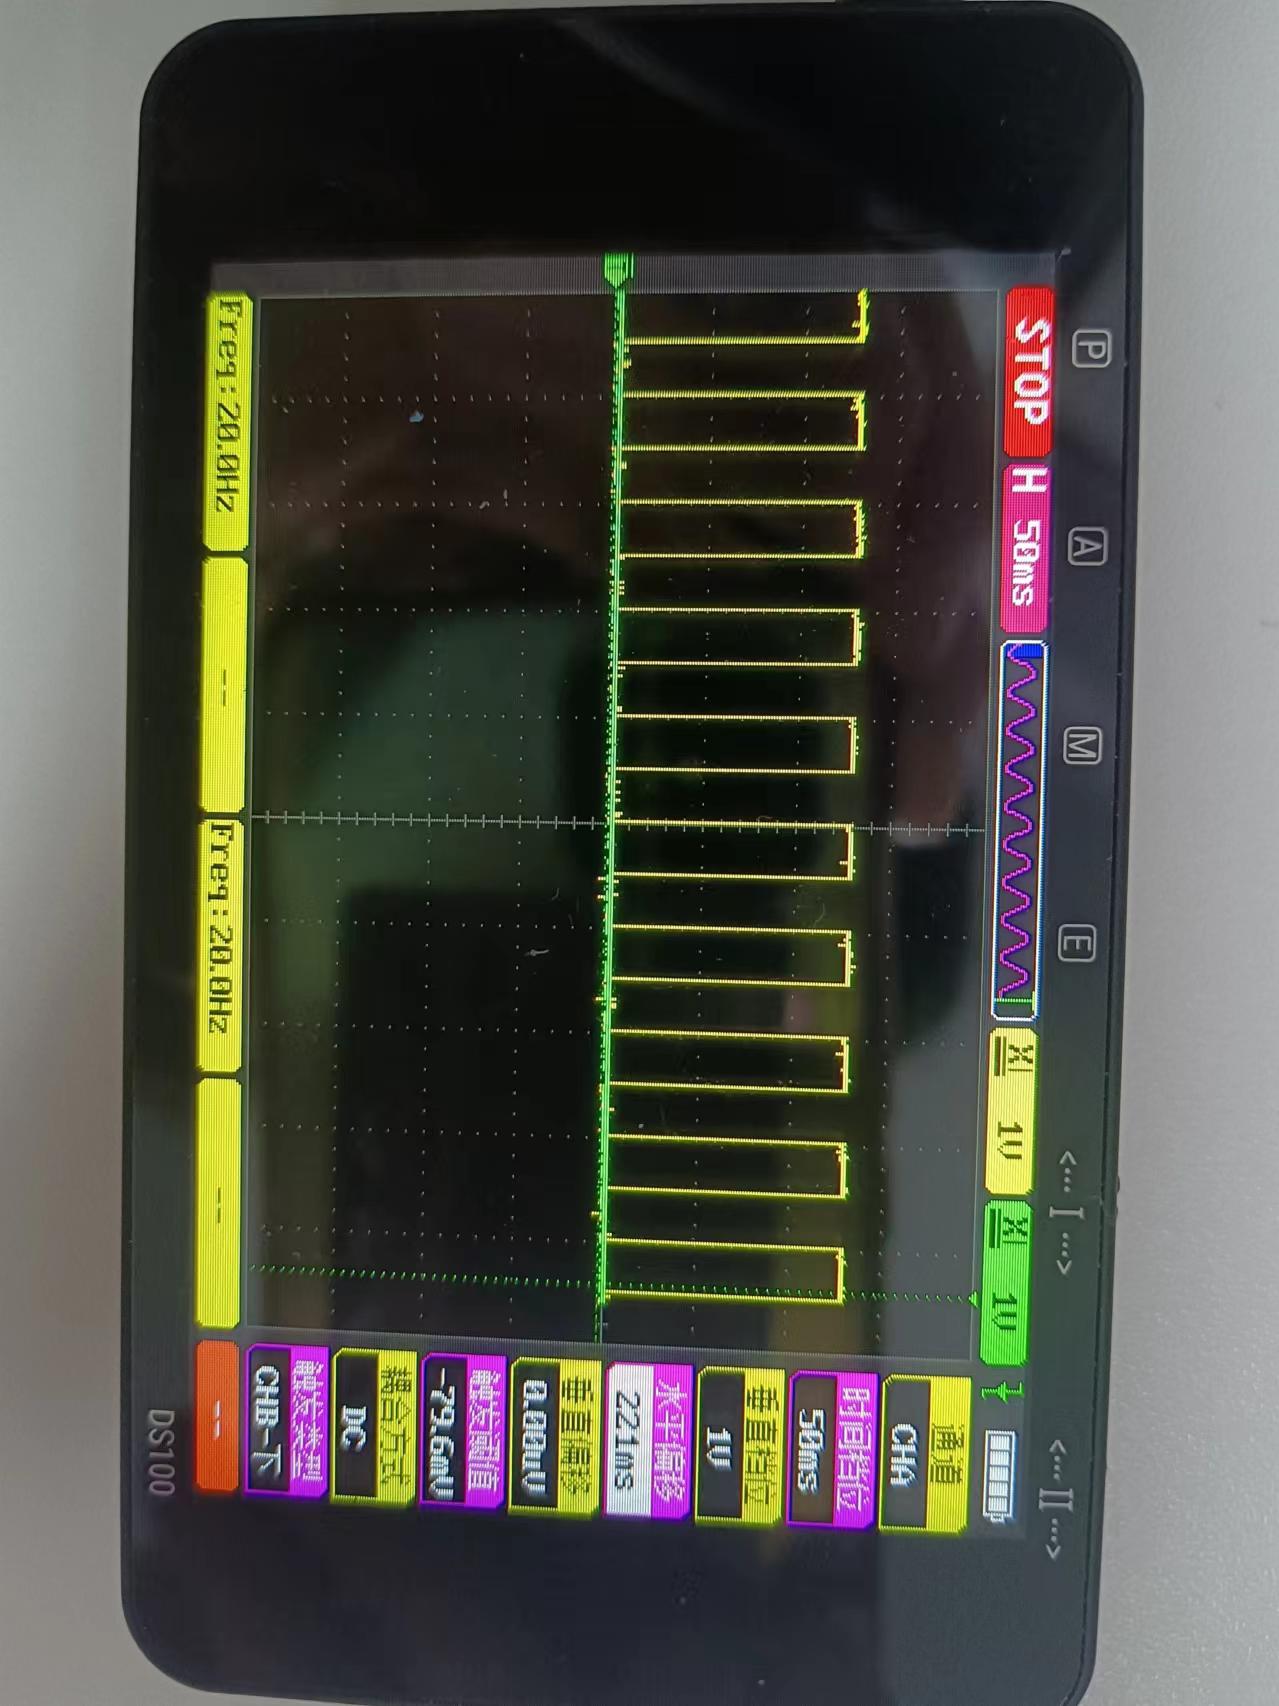 P A M E <···· I ····> <···· II ····>
STOP H 50ms X1 1V X1 1V
通道
CHA
时间档位
50ms
垂直档位
1V
水平偏移
221ms
垂直偏移
0.00uV
触发阈值
-79.6mV
耦合方式
DC
触发类型
CHB-下
Freq:20.0Hz -- Freq:20.0Hz -- --
DS100